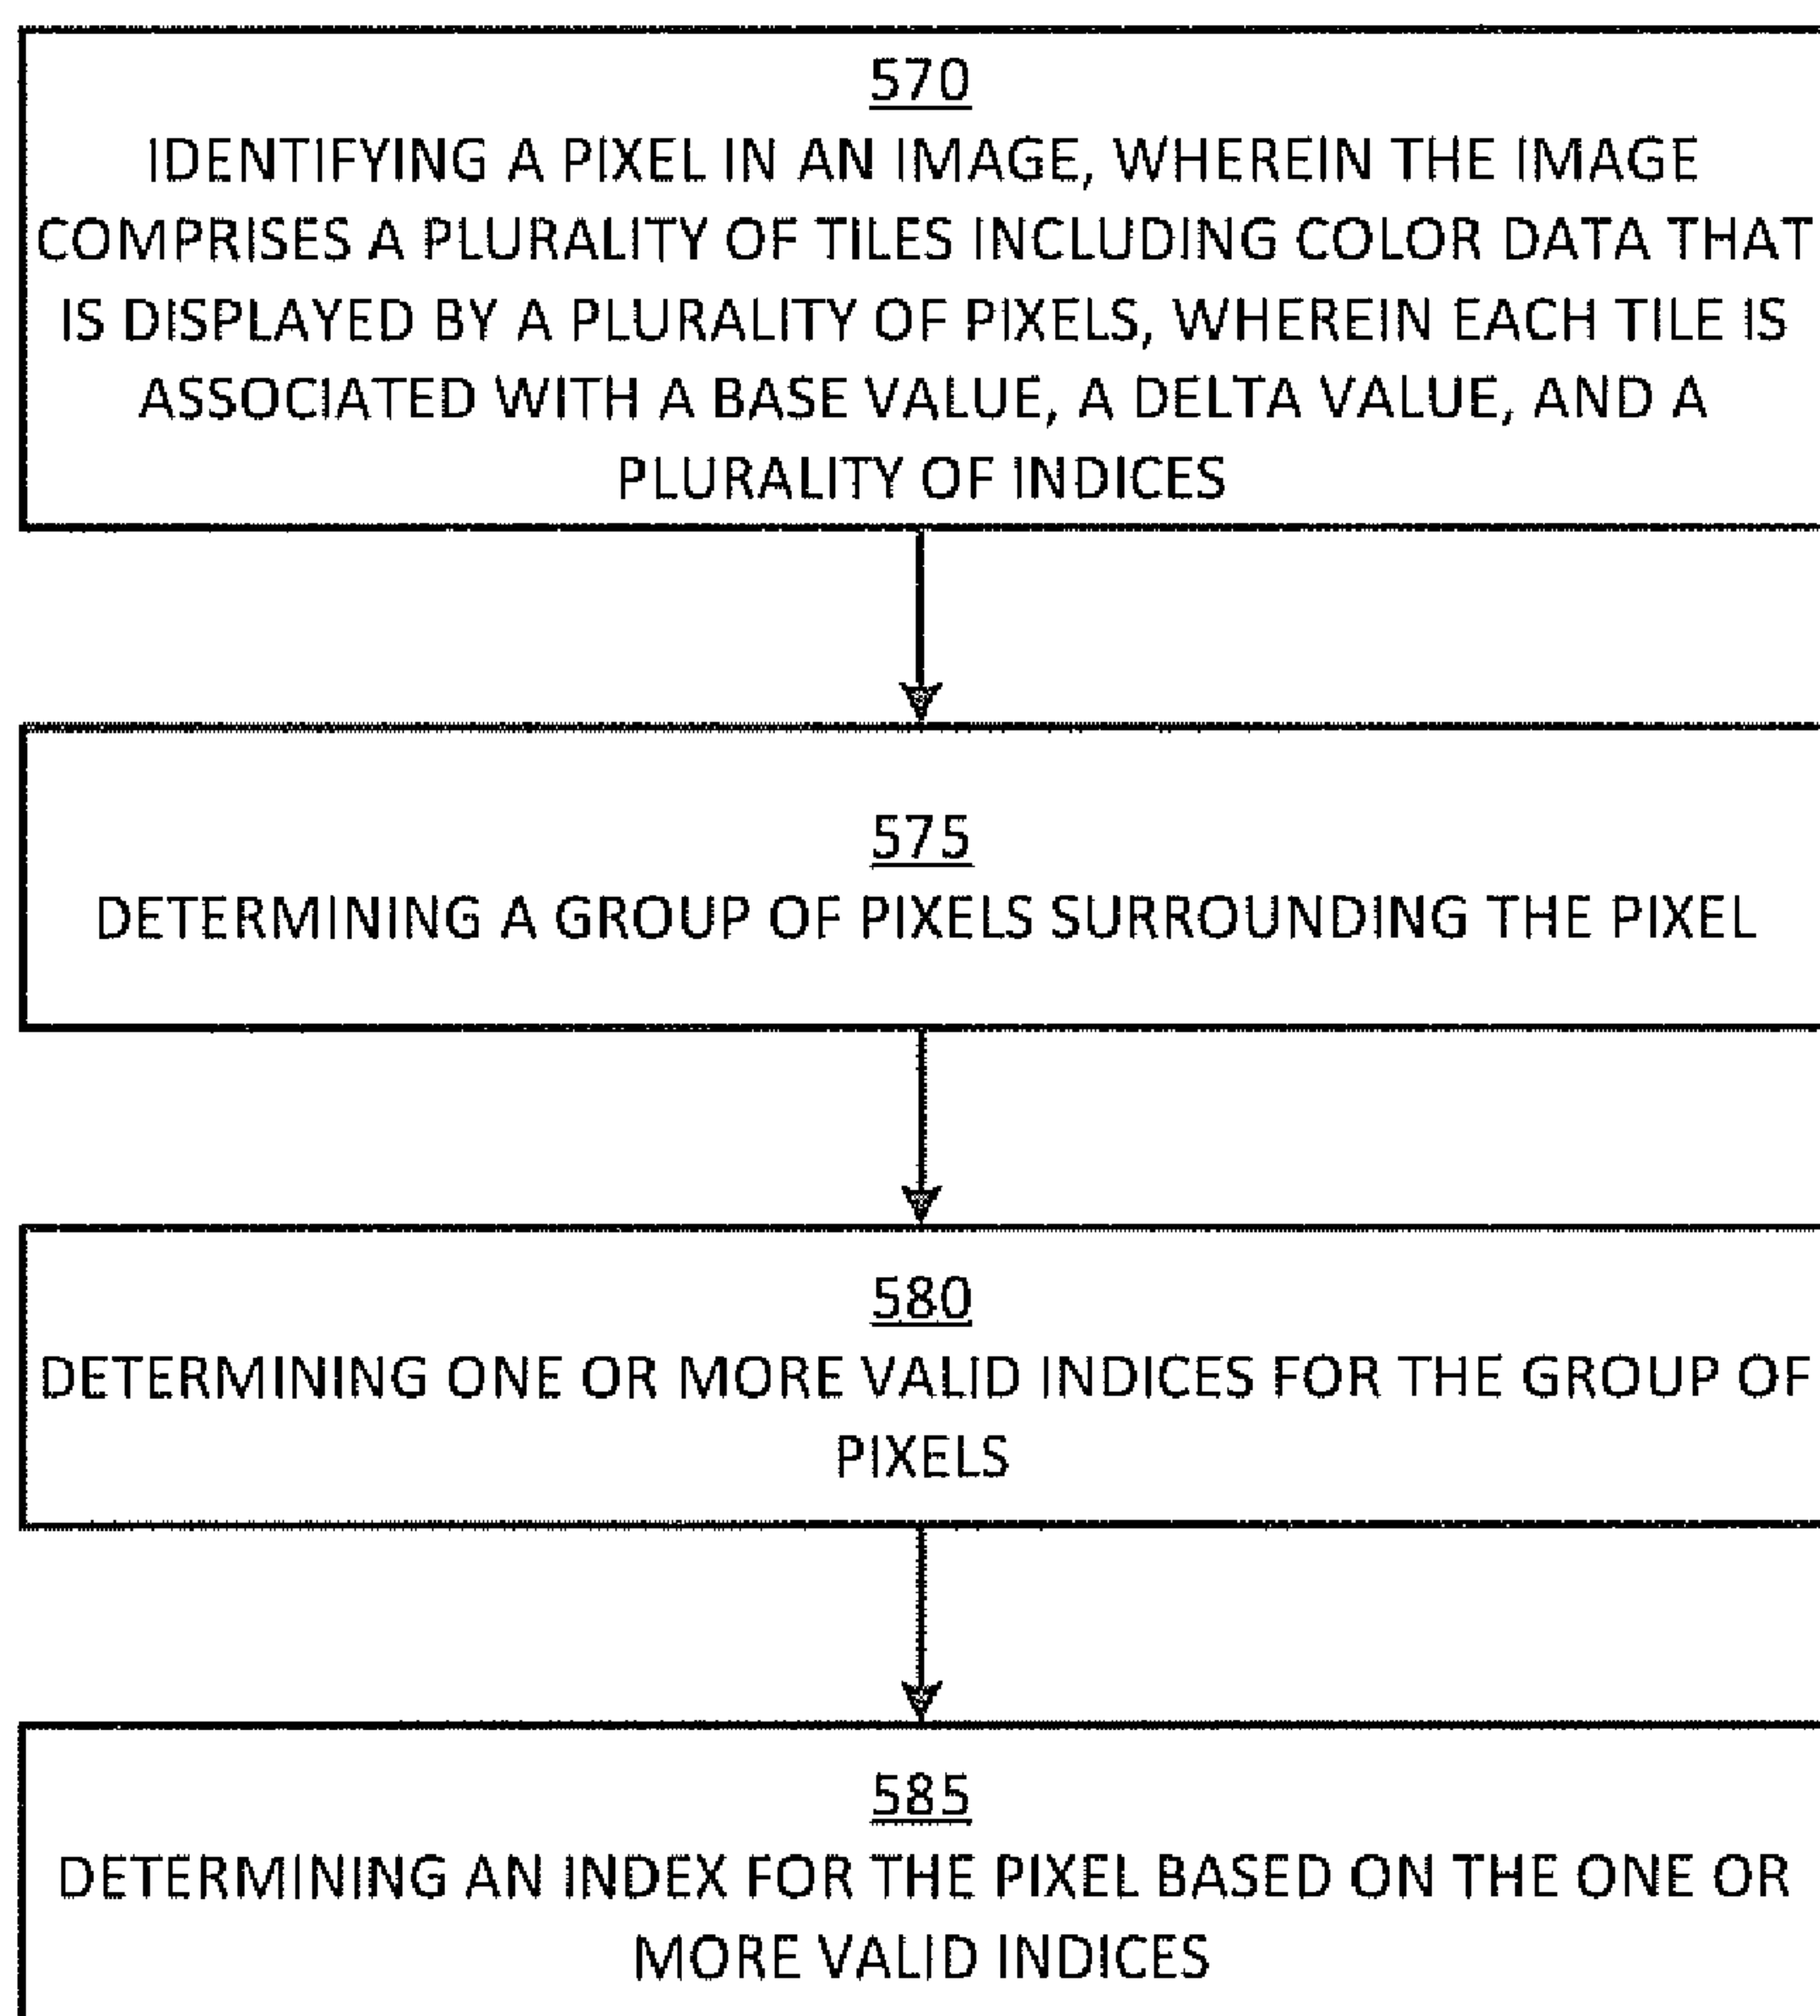 570
IDENTIFYING A PIXEL IN AN IMAGE, WHEREIN THE IMAGE
COMPRISES A PLURALITY OF TILES INCLUDING COLOR DATA THAT
IS DISPLAYED BY A PLURALITY OF PIXELS, WHEREIN EACH TILE IS
ASSOCIATED WITH A BASE VALUE, A DELTA VALUE, AND A
PLURALITY OF INDICES
575
DETERMINING A GROUP OF PIXELS SURROUNDING THE PIXEL
580
DETERMINING ONE OR MORE VALID INDICES FOR THE GROUP OF
PIXELS
585
DETERMINING AN INDEX FOR THE PIXEL BASED ON THE ONE OR
MORE VALID INDICES